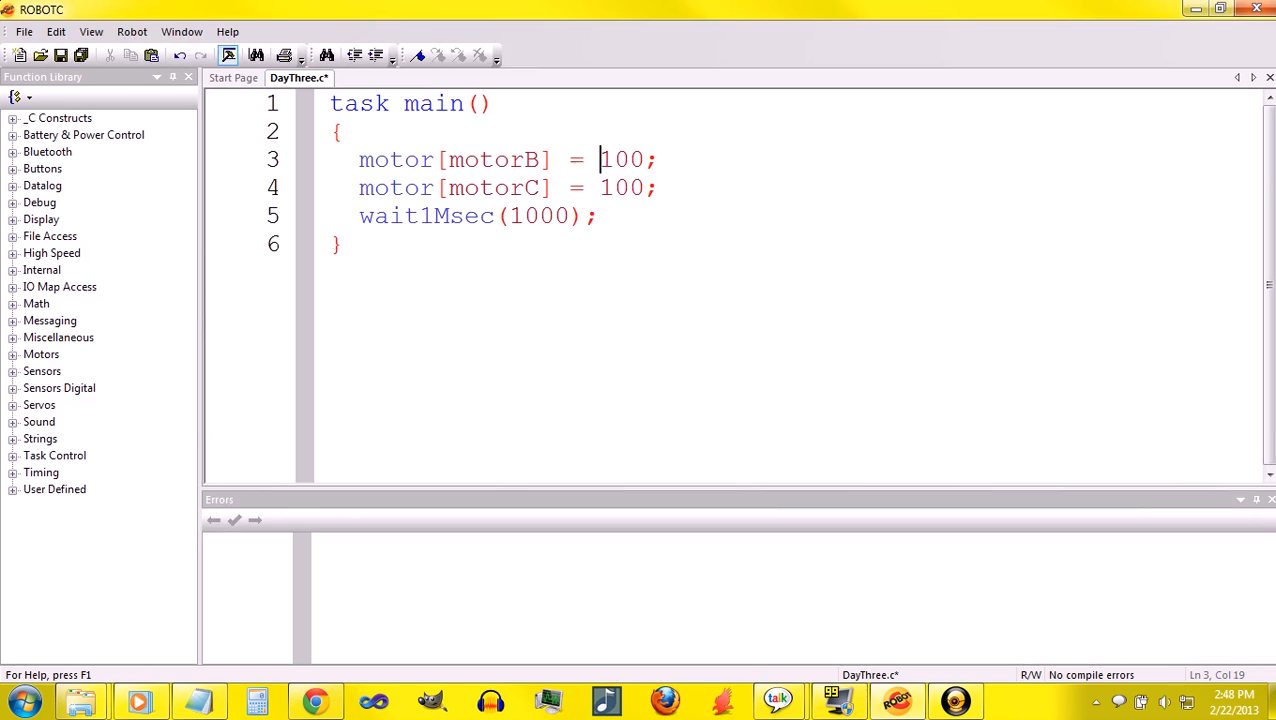 ROBOTC
File Edit View Robot Window Help
Function Library
Start Page DayThree.c*
_C Constructs
Battery & Power Control
Bluetooth
Buttons
Datalog
Debug
Display
File Access
High Speed
Internal
IO Map Access
Math
Messaging
Miscellaneous
Motors
Sensors
Sensors Digital
Servos
Sound
Strings
Task Control
Timing
User Defined
1 task main()
2 {
3 motor[motorB] = 100;
4 motor[motorC] = 100;
5 wait1Msec(1000);
6 }
Errors
For Help, press F1 DayThree.c* R/W No compile errors Ln 3, Col 19
talk
99
ROBOT
2:48 PM
2/22/2013